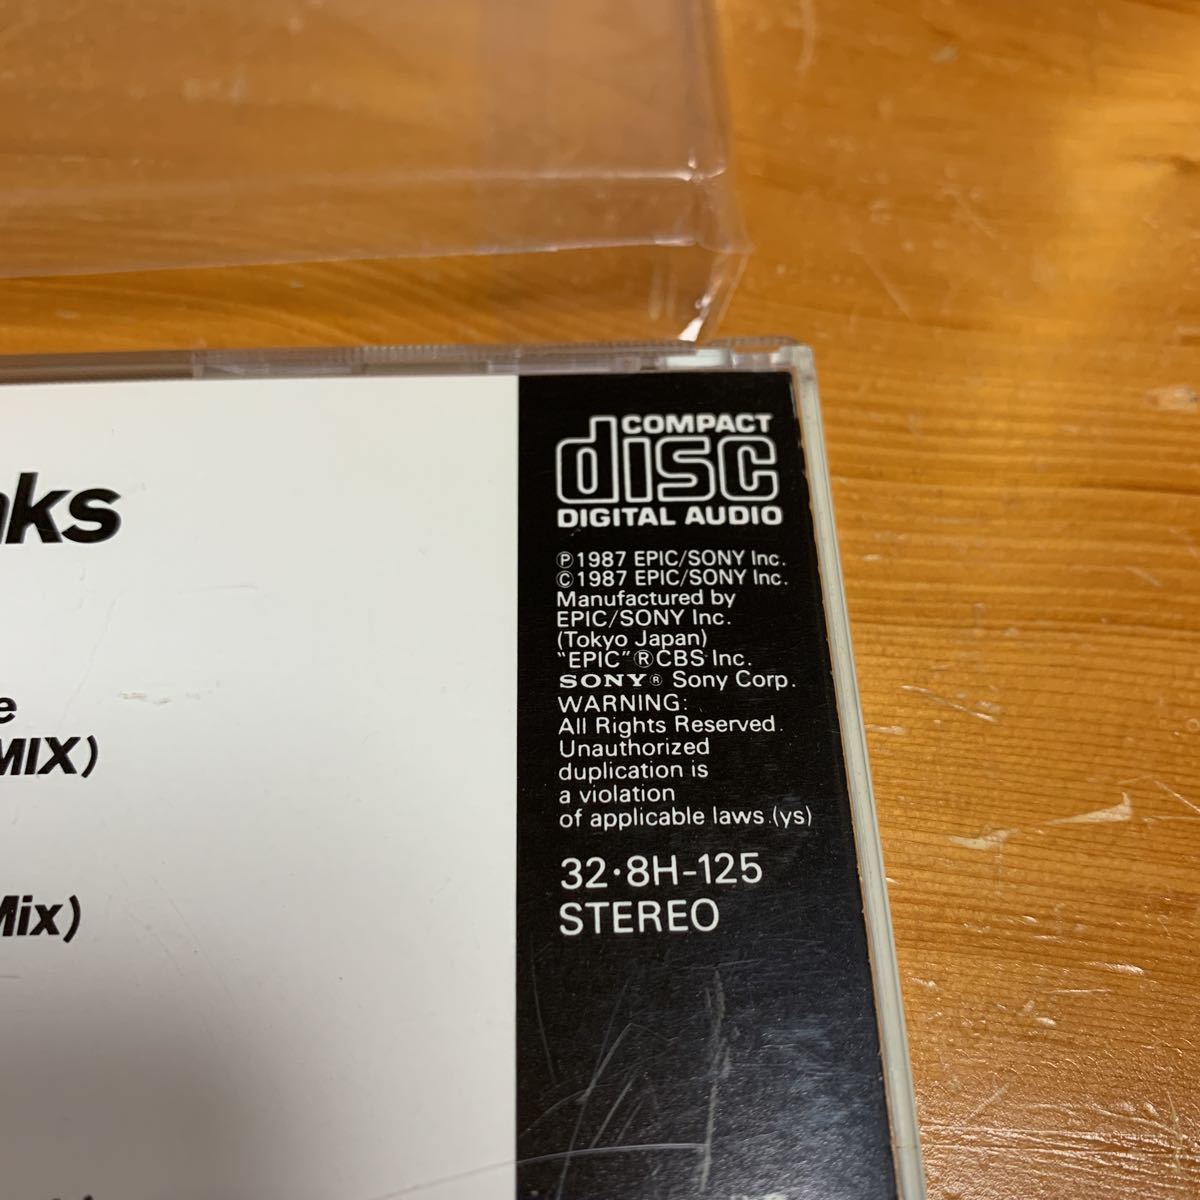 COMPACT
disc
DIGITAL AUDIO
℗1987 EPIC/SONY Inc.
©1987 EPIC/SONY Inc.
Manufactured by
EPIC/SONY Inc.
(Tokyo Japan)
"EPIC"®CBS Inc.
SONY® Sony Corp.
WARNING:
All Rights Reserved.
Unauthorized
duplication is
a violation
of applicable laws.(ys)
32·8H-125
STEREO
MIX)
Mix)